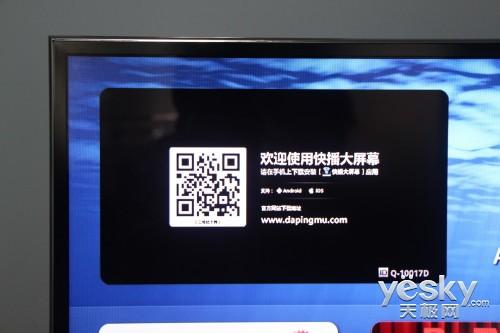 欢迎使用快播大屏幕
请在手机上下载安装【快播大屏幕】应用
支持： Android iOS
官方网站下载地址
www.dapingmu.com
ID Q-10017D
A
yesky
.com
天极网